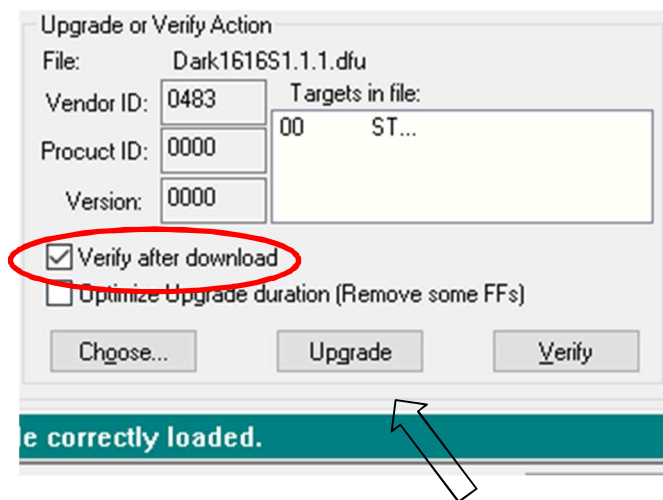 Upgrade or Verify Action
File: Dark1616S1.1.1.dfu
Vendor ID: 0483
Targets in file:
00 ST...
Procuct ID: 0000
Version: 0000
Verify after download
Optimize Upgrade duration (Remove some FFs)
Choose... Upgrade Verify
e correctly loaded.